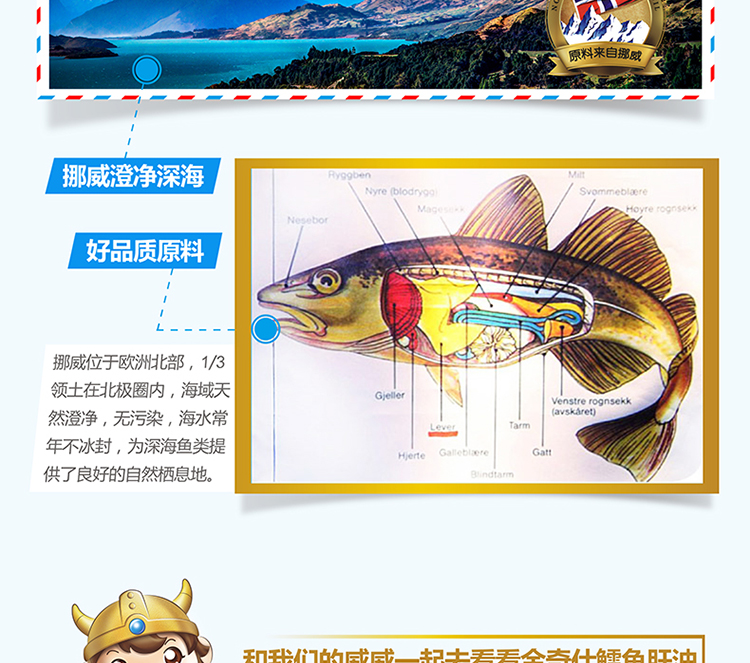 NO
原料来自挪威
挪威澄净深海
好品质原料
挪威位于欧洲北部，1/3
领土在北极圈内，海域天
然澄净，无污染，海水常
年不冰封，为深海鱼类提
供了良好的自然栖息地。
Ryggben
Milt
Nyre (blodrygg)
Svømmeblære
Magesekk
Høyre rognsekk
Nesebor
Gjeller
Venstre rognsekk
(avskåret)
Lever
Tarm
Hjerte
Galleblære
Gatt
Blindtarm
和我们的威威一起去看看金奇仕鳕鱼肝油